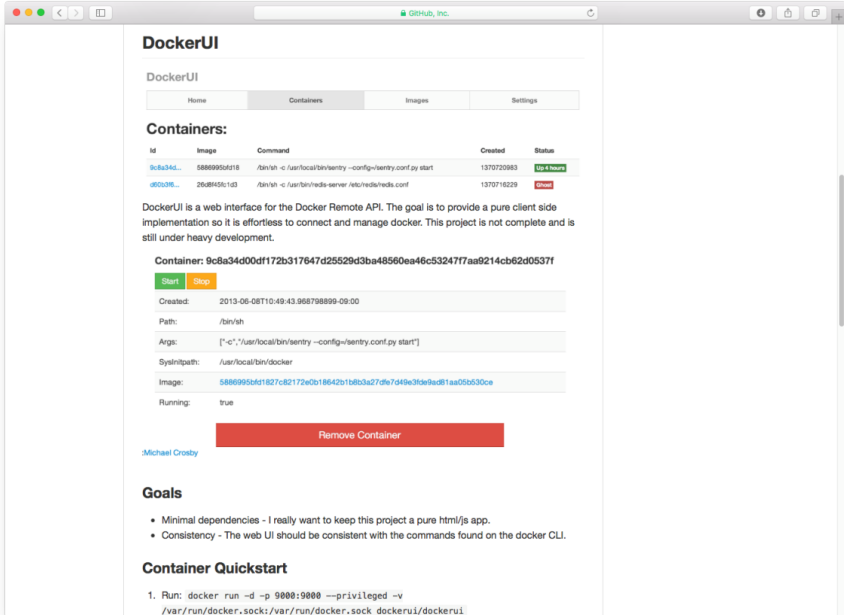 GitHub, Inc.
DockerUI
DockerUI
Home Containers Images Settings
Containers:
Id Image Command Created Status
9c8a34d... 5886995bfd18 /bin/sh -c /usr/local/bin/sentry --config=/sentry.conf.py start 1370720983 Up 4 hours
d60b3f6... 26d8f45fc1d3 /bin/sh -c /usr/bin/redis-server /etc/redis/redis.conf 1370716229 Ghost
DockerUI is a web interface for the Docker Remote API. The goal is to provide a pure client side
implementation so it is effortless to connect and manage docker. This project is not complete and is
still under heavy development.
Container: 9c8a34d00df172b317647d25529d3ba48560ea46c53247f7aa9214cb62d0537f
Start Stop
Created: 2013-06-08T10:49:43.968798899-09:00
Path: /bin/sh
Args: ["-c","/usr/local/bin/sentry --config=/sentry.conf.py start"]
SysInitpath: /usr/local/bin/docker
Image: 5886995bfd1827c82172e0b18642b1b8b3a27dfe7d49e3fde9ad81aa05b530ce
Running: true
Remove Container
:Michael Crosby
Goals
• Minimal dependencies - I really want to keep this project a pure html/js app.
• Consistency - The web UI should be consistent with the commands found on the docker CLI.
Container Quickstart
1. Run: docker run -d -p 9000:9000 --privileged -v
/var/run/docker.sock:/var/run/docker.sock dockerui/dockerui